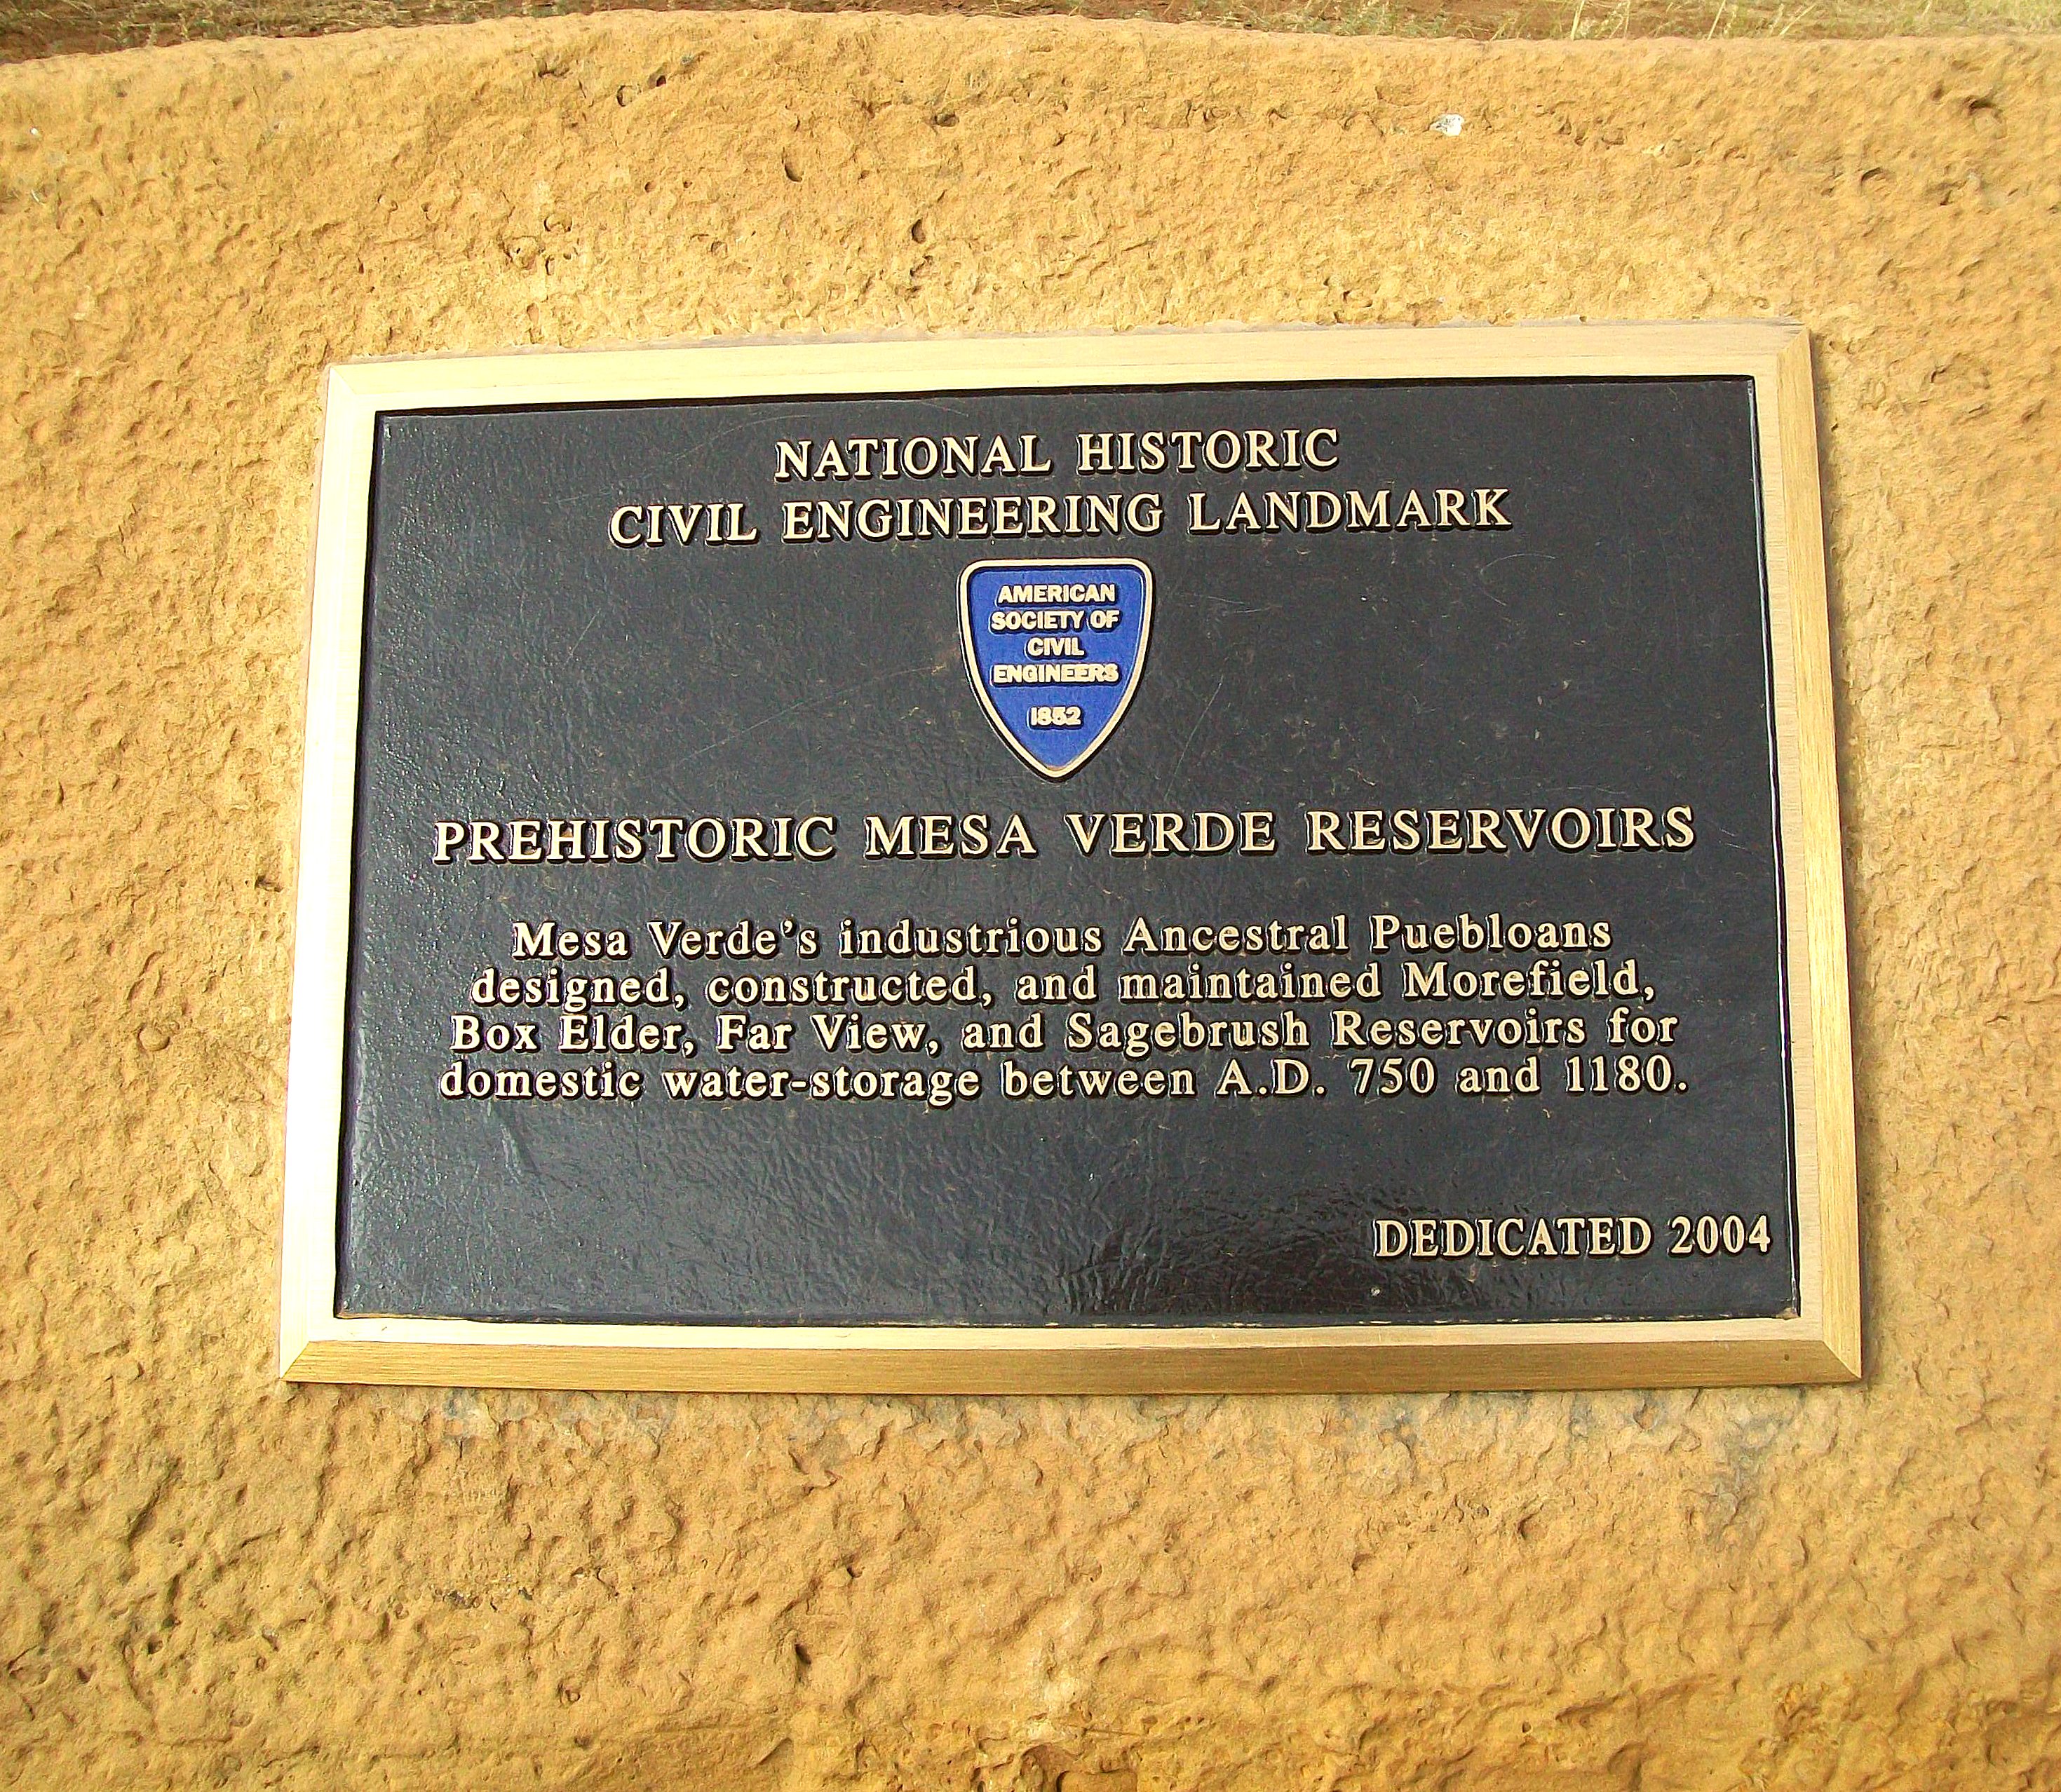 NATIONAL HISTORIC
CIVIL ENGINEERING LANDMARK
AMERICAN
SOCIETY OF
CIVIL
ENGINEERS
1852
PREHISTORIC MESA VERDE RESERVOIRS
Mesa Verde's industrious Ancestral Puebloans
designed, constructed, and maintained Morefield,
Box Elder, Far View, and Sagebrush Reservoirs for
domestic water-storage between A.D. 750 and 1180.
DEDICATED 2004